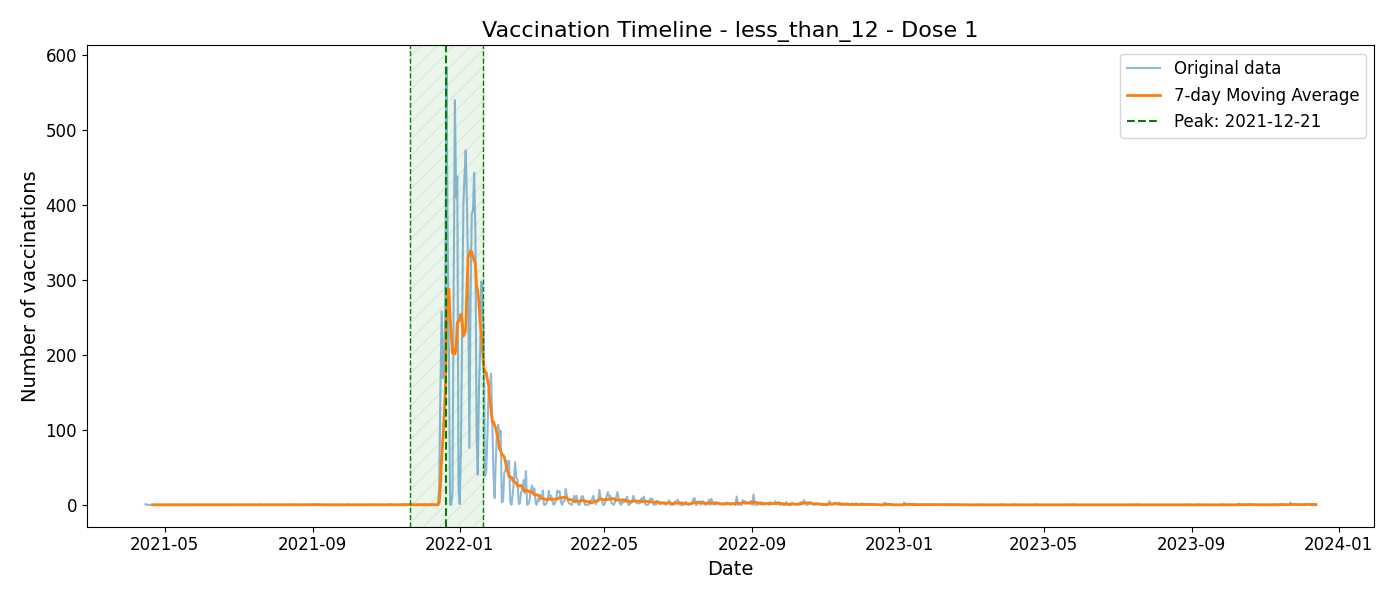 Vaccination Timeline - less_than_12 - Dose 1
Original data
7-day Moving Average
Peak: 2021-12-21
Number of vaccinations
600
500
400
300
200
100
0
2021-05 2021-09 2022-01 2022-05 2022-09 2023-01 2023-05 2023-09 2024-01
Date